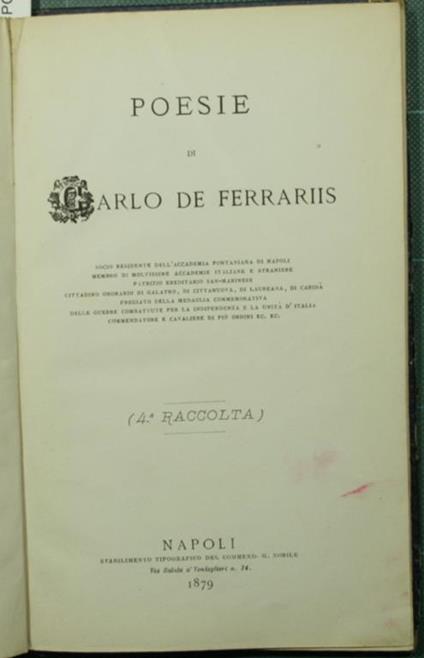 PO
POESIE
DI
CARLO DE FERRARIIS
SOCIO RESIDENTE DELL'ACCADEMIA PONTANIANA DI NAPOLI
MEMBRO DI MOLTISSIME ACCADEMIE ITALIANE E STRANIERE
PATRIZIO EREDITARIO SAN-MARINESE
CITTADINO ONORARIO DI GALATRO, DI CITTANUOVA, DI LAUREANA, DI CARIDÀ
FREGIATO DELLA MEDAGLIA COMMEMORATIVA
DELLE GUERRE COMBATTUTE PER LA INDIPENDENZA E LA UNITÀ D'ITALIA
COMMENDATORE E CAVALIERE DI PIÙ ORDINI EC. EC.
(4.ª RACCOLTA)
NAPOLI
STABILIMENTO TIPOGRAFICO DEL COMMEND. G. NOBILE
Via Salata a' Ventaglieri n. 14.
1879